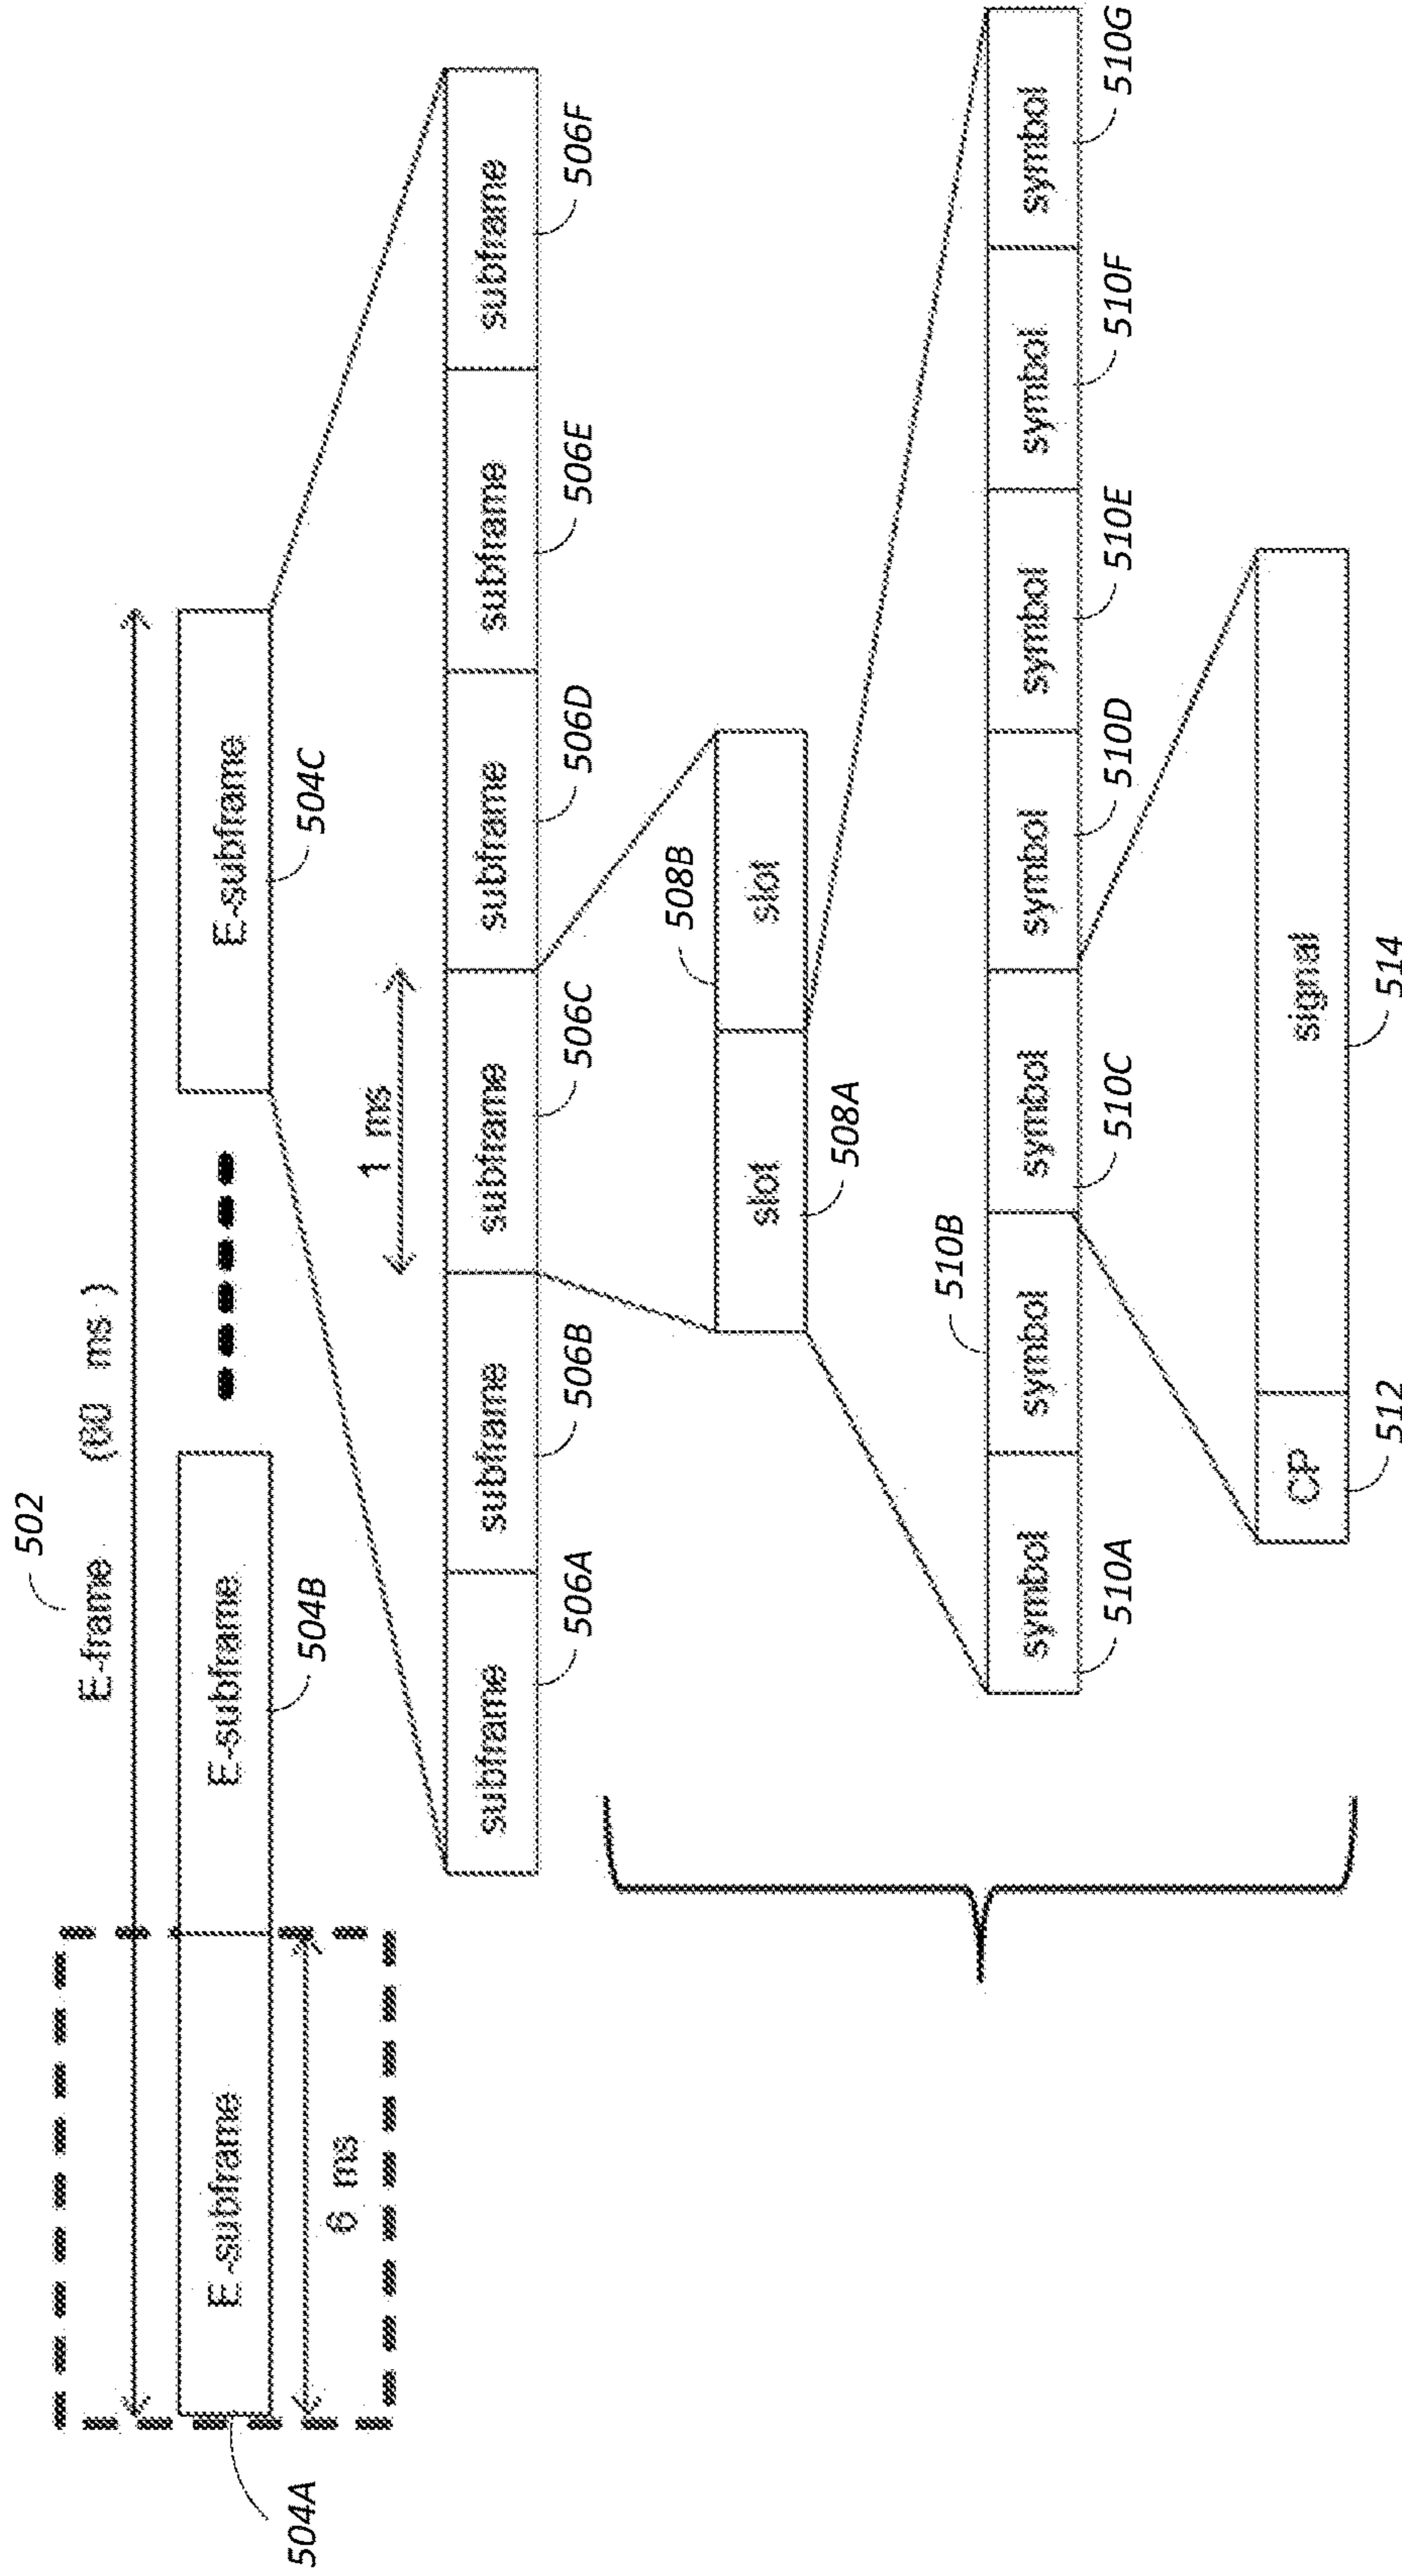 502
E-frame (60 ms )
E-subframe
E-subframe
E-subframe
504A
504B
504C
6 ms
1 ms
subframe
subframe
subframe
subframe
subframe
subframe
506A
506B
506C
506D
506E
506F
508B
slot
slot
508A
510B
symbol
symbol
symbol
symbol
symbol
symbol
symbol
510A
510C
510D
510E
510F
510G
CP
signal
512
514